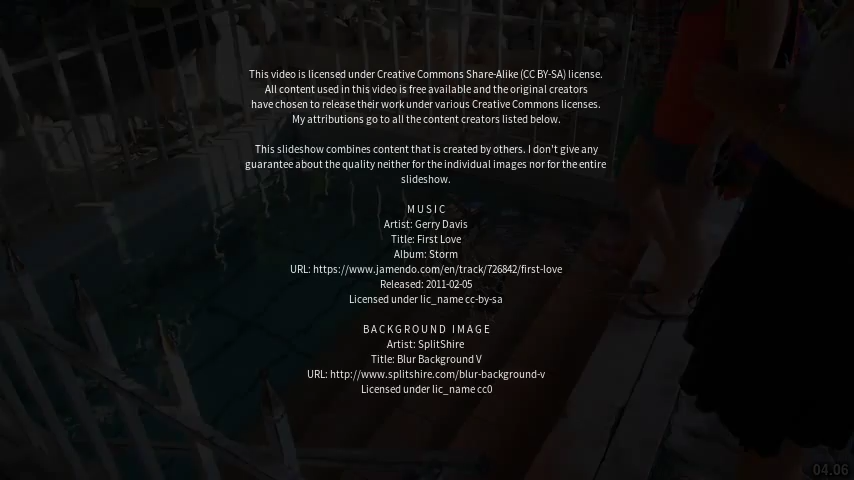 This video is licensed under Creative Commons Share-Alike (CC BY-SA) license.
All content used in this video is free available and the original creators
have chosen to release their work under various Creative Commons licenses.
My attributions go to all the content creators listed below.
This slideshow combines content that is created by others. I don't give any
guarantee about the quality neither for the individual images nor for the entire
slideshow.
MUSIC
Artist: Gerry Davis
Title: First Love
Album: Storm
URL: https://www.jamendo.com/en/track/726842/first-love
Released: 2011-02-05
Licensed under lic_name cc-by-sa
BACKGROUND IMAGE
Artist: SplitShire
Title: Blur Background V
URL: http://www.splitshire.com/blur-background-v
Licensed under lic_name cc0
04.06